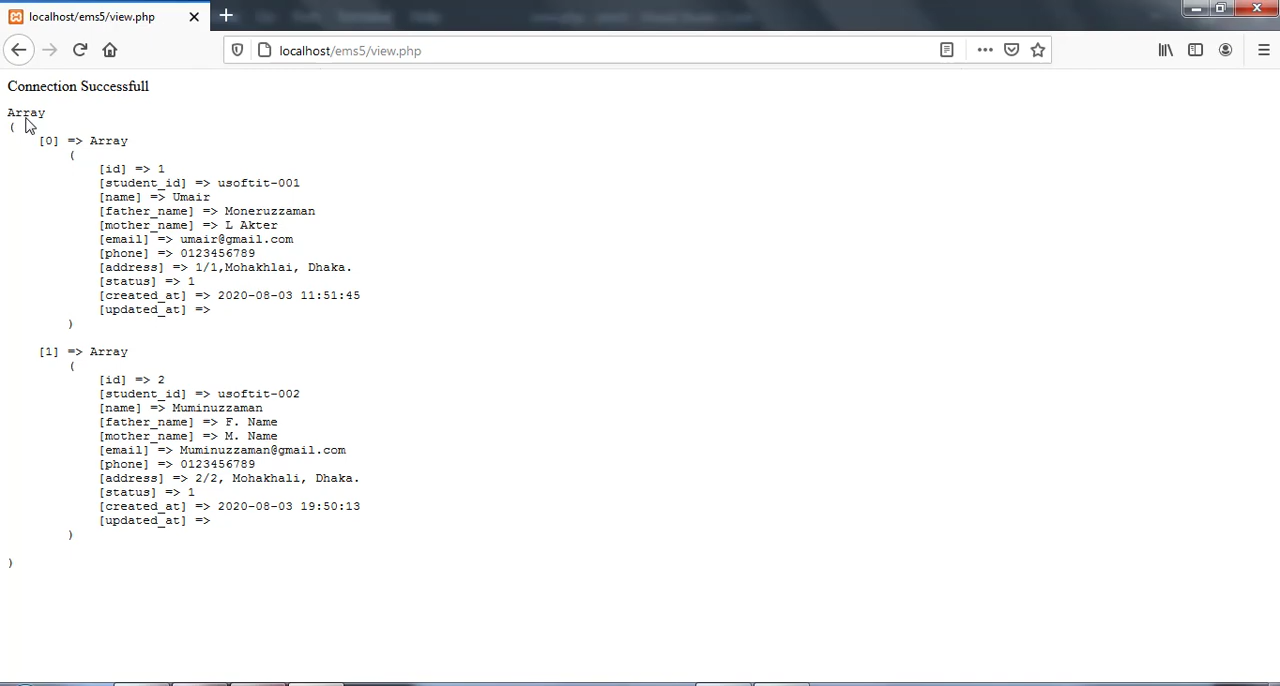 localhost/ems5/view.php
localhost/ems5/view.php
Connection Successfull
Array
(
[0] => Array
(
[id] => 1
[student_id] => usoftit-001
[name] => Umair
[father_name] => Moneruzzaman
[mother_name] => L Akter
[email] => umair@gmail.com
[phone] => 0123456789
[address] => 1/1,Mohakhlai, Dhaka.
[status] => 1
[created_at] => 2020-08-03 11:51:45
[updated_at] =>
)
[1] => Array
(
[id] => 2
[student_id] => usoftit-002
[name] => Muminuzzaman
[father_name] => F. Name
[mother_name] => M. Name
[email] => Muminuzzaman@gmail.com
[phone] => 0123456789
[address] => 2/2, Mohakhali, Dhaka.
[status] => 1
[created_at] => 2020-08-03 19:50:13
[updated_at] =>
)
)